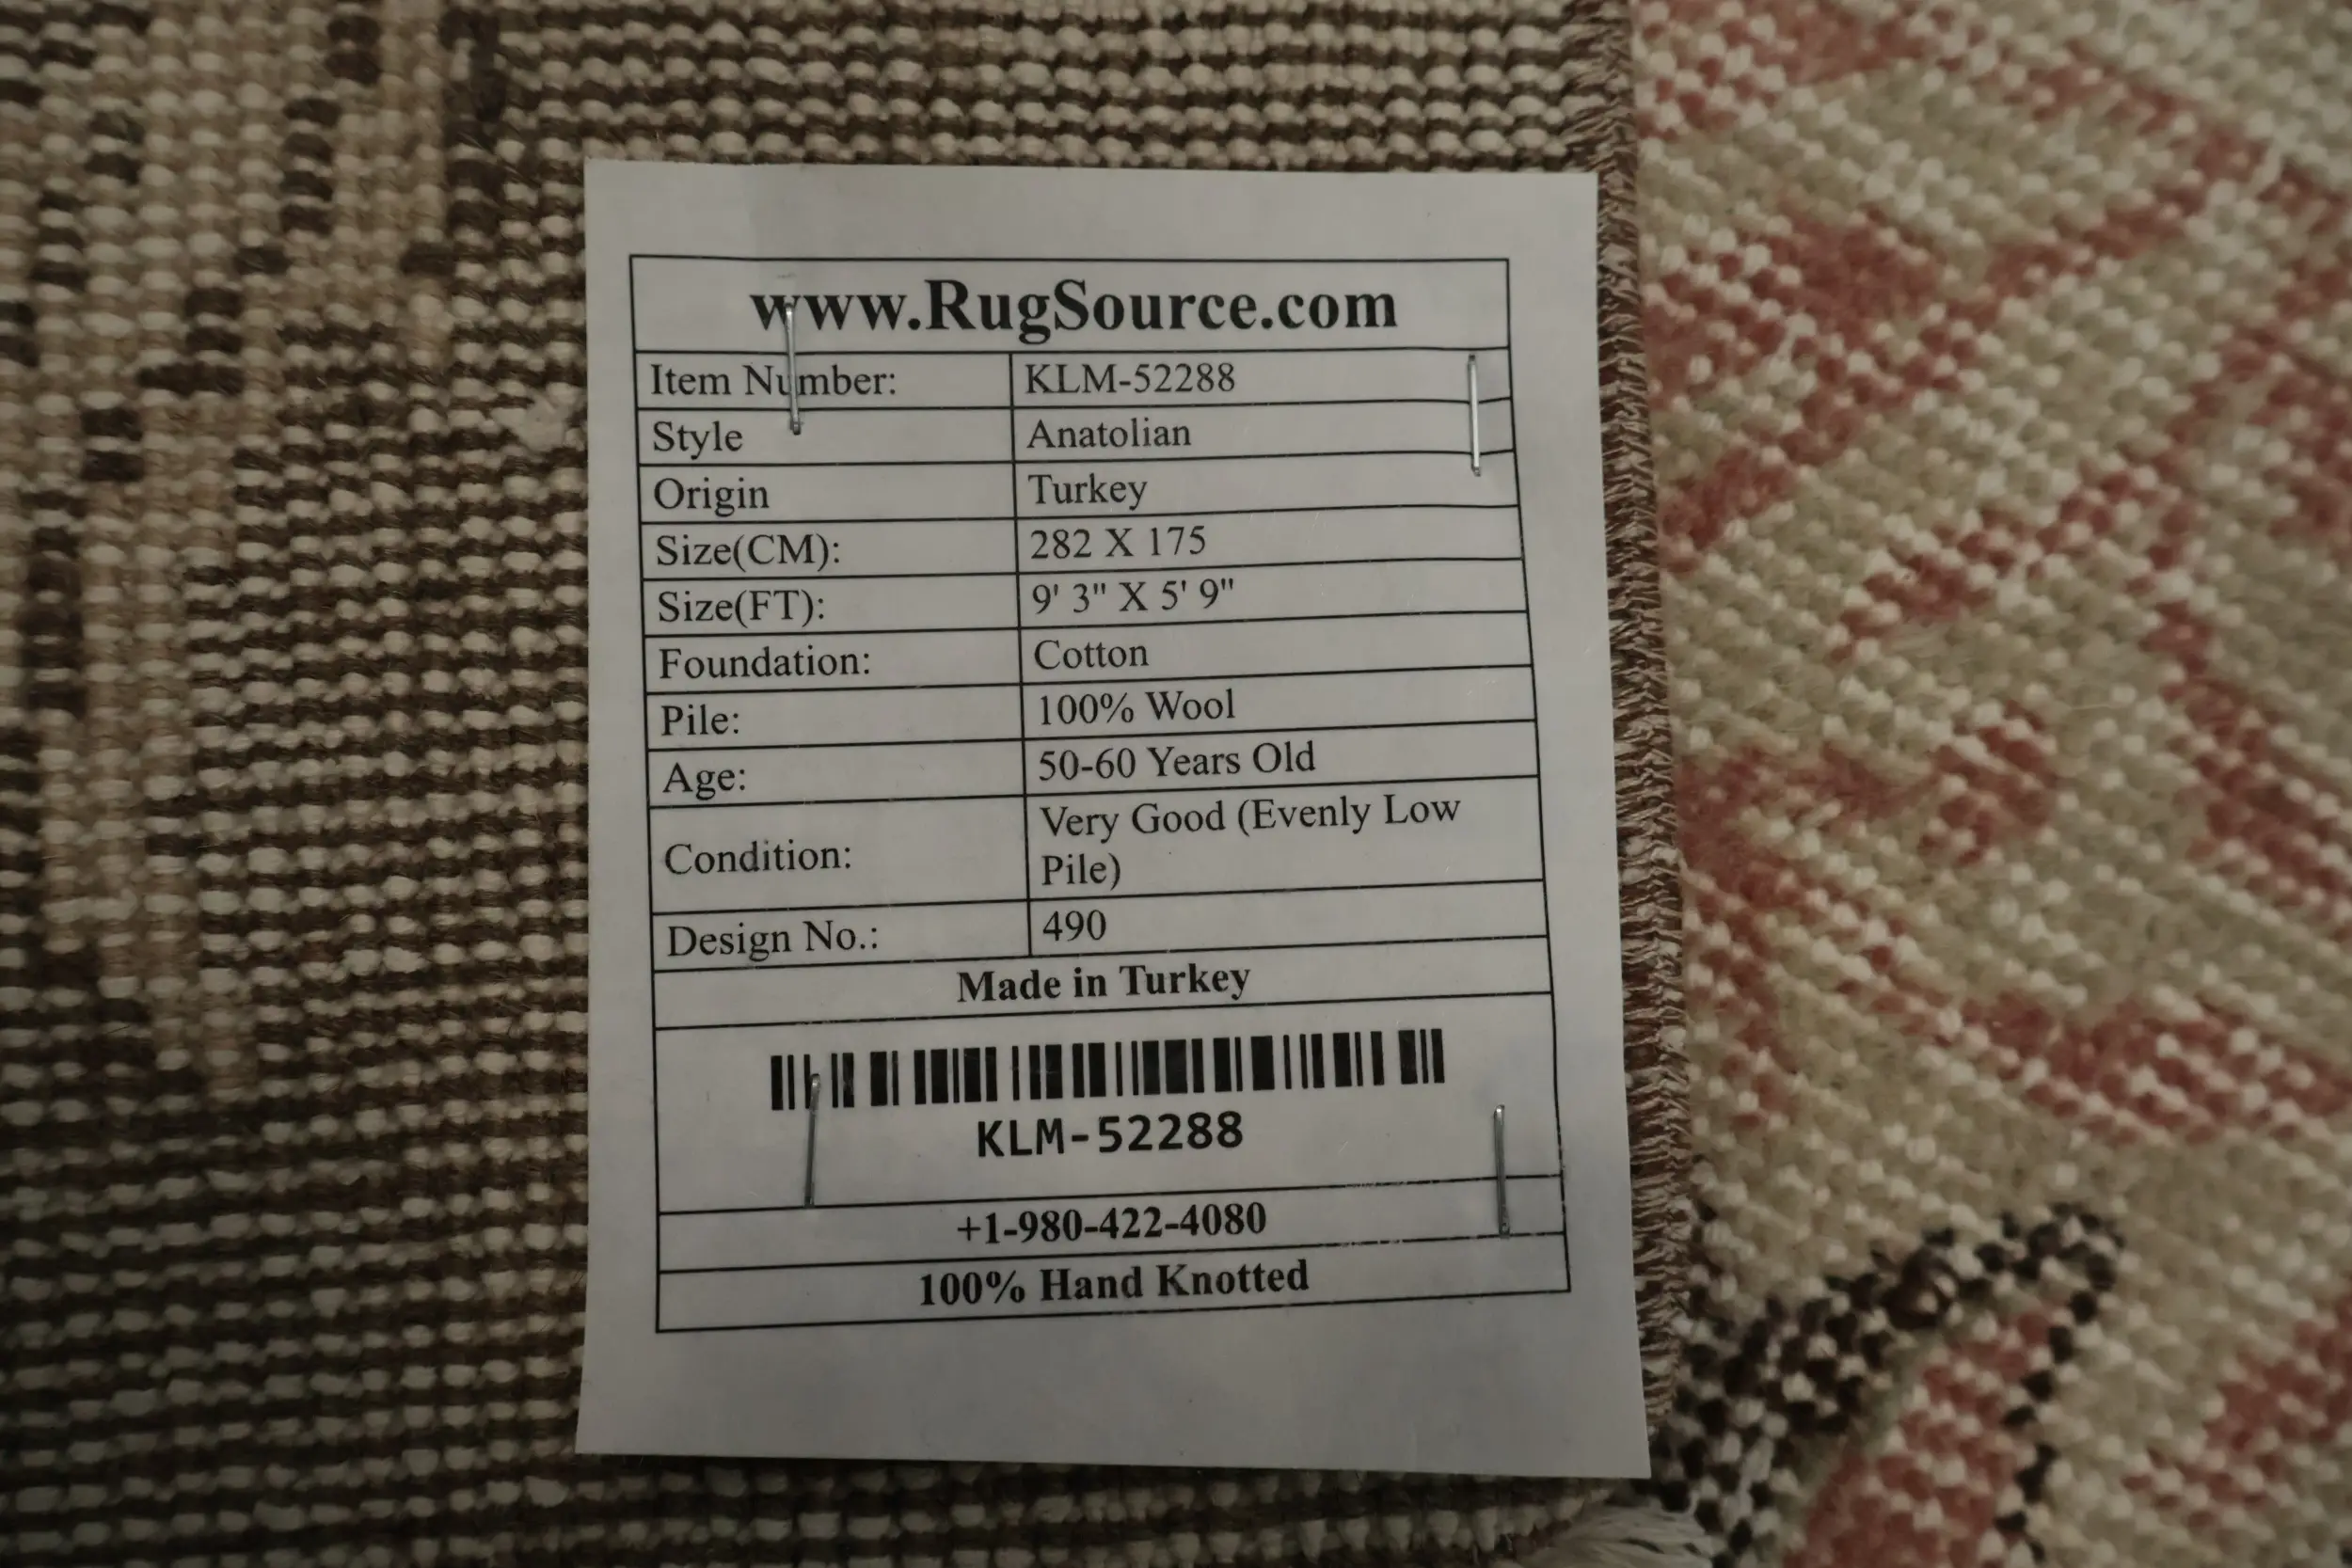 www.RugSource.com
Item Number: KLM-52288
Style Anatolian
Origin Turkey
Size(CM): 282 X 175
Size(FT): 9' 3" X 5' 9"
Foundation: Cotton
Pile: 100% Wool
Age: 50-60 Years Old
Condition: Very Good (Evenly Low
Pile)
Design No.: 490
Made in Turkey
KLM-52288
+1-980-422-4080
100% Hand Knotted